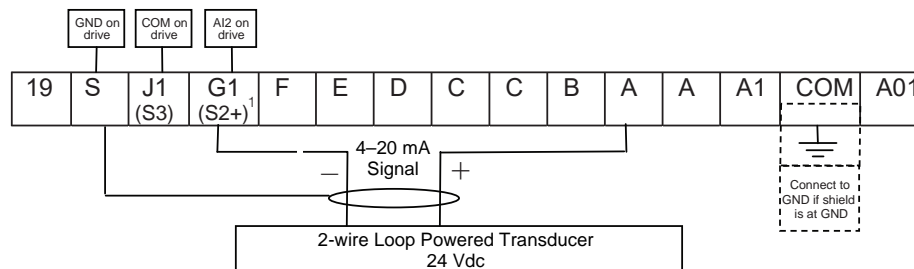 GND on drive
COM on drive
AI2 on drive
19 S J1 G1 F E D C C B A A A1 COM A01
(S3) (S2+)1
4–20 mA
Signal
− +
Connect to
GND if shield
is at GND
2-wire Loop Powered Transducer
24 Vdc